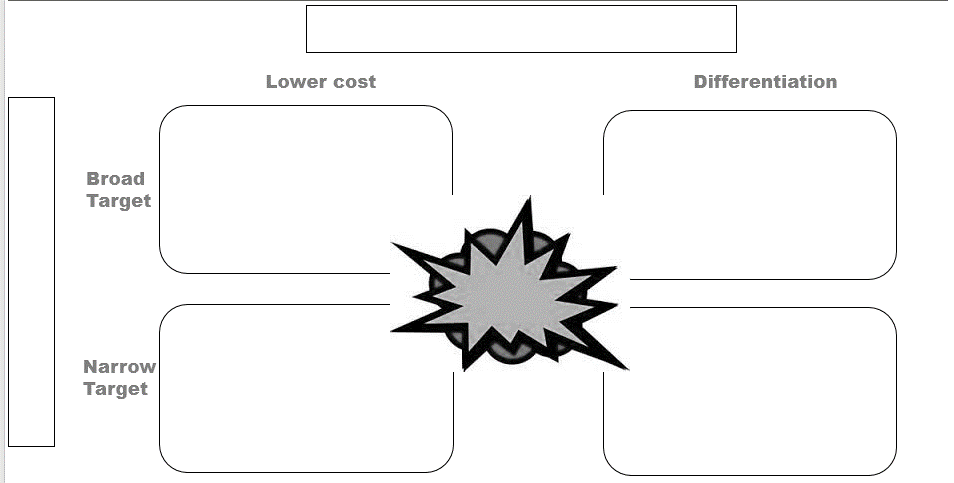 Lower cost
Differentiation
Broad
Target
Narrow
Target